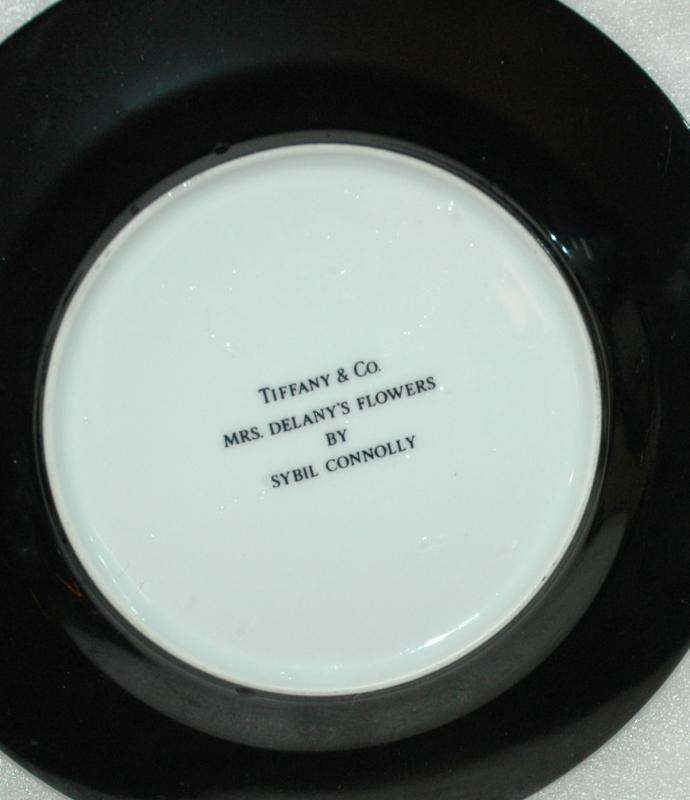 TIFFANY & CO.
MRS. DELANY'S FLOWERS
BY
SYBIL CONNOLLY